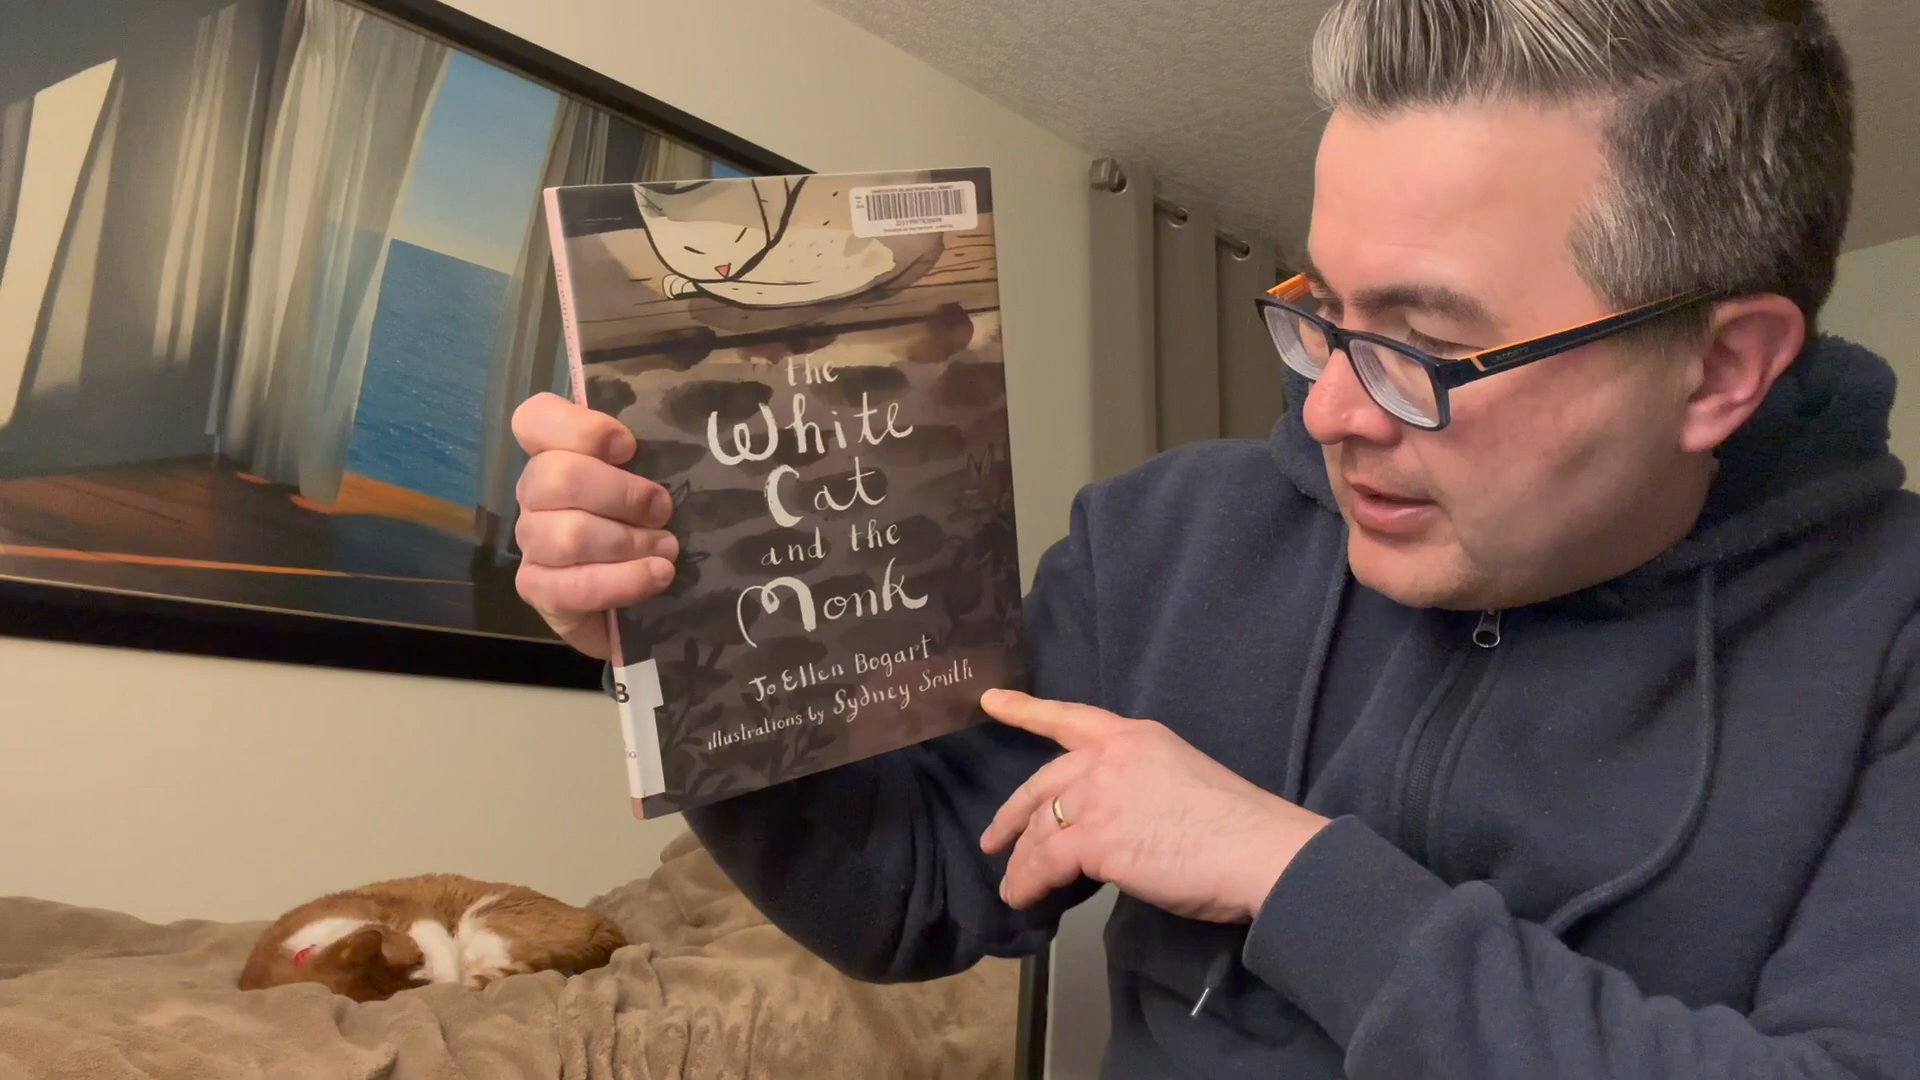 the
White
Cat
and the
Monk
Jo Ellen Bogart
illustrations by Sydney Smith
B